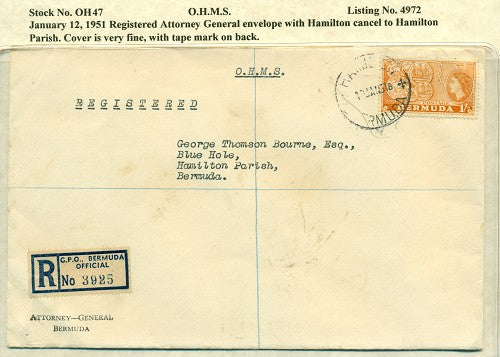 Stock No. OH47 O.H.M.S. Listing No. 4972
January 12, 1951 Registered Attorney General envelope with Hamilton cancel to Hamilton
Parish. Cover is very fine, with tape mark on back.
O.H.M.S.
REGISTERED
POSTAGE
BERMUDA 1/-
George Thomson Bourne, Esq.,
Blue Hole,
Hamilton Parish,
Bermuda.
G.P.O., BERMUDA
OFFICIAL
R No 3925
ATTORNEY—GENERAL
BERMUDA